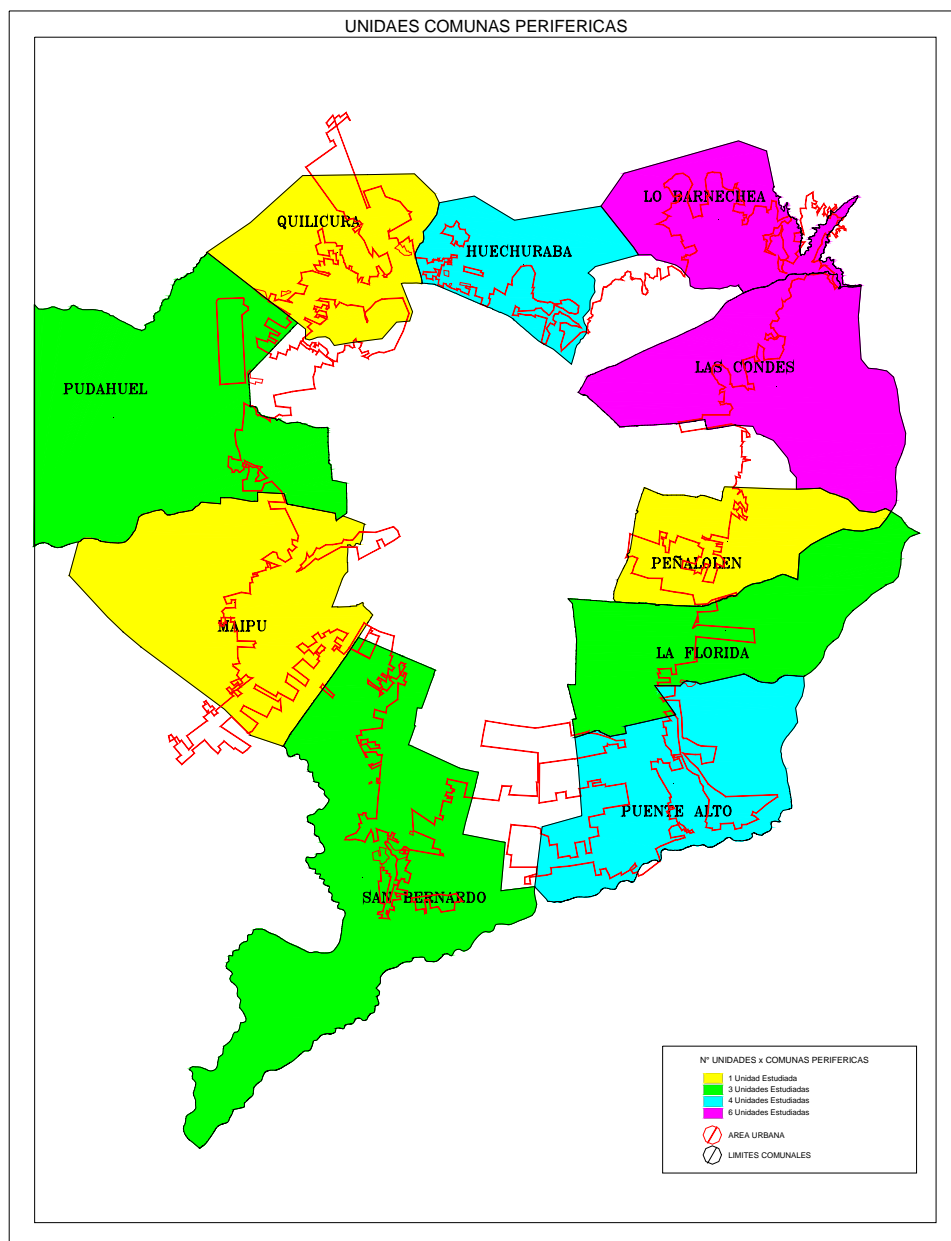 UNIDAES COMUNAS PERIFERICAS
LO BARNECHEA
QUILICURA
HUECHURABA
LAS CONDES
PUDAHUEL
PEÑALOLEN
MAIPU
LA FLORIDA
PUENTE ALTO
SAN BERNARDO
N° UNIDADES x COMUNAS PERIFERICAS
1 Unidad Estudiada
3 Unidades Estudiadas
4 Unidades Estudiadas
6 Unidades Estudiadas
AREA URBANA
LIMITES COMUNALES